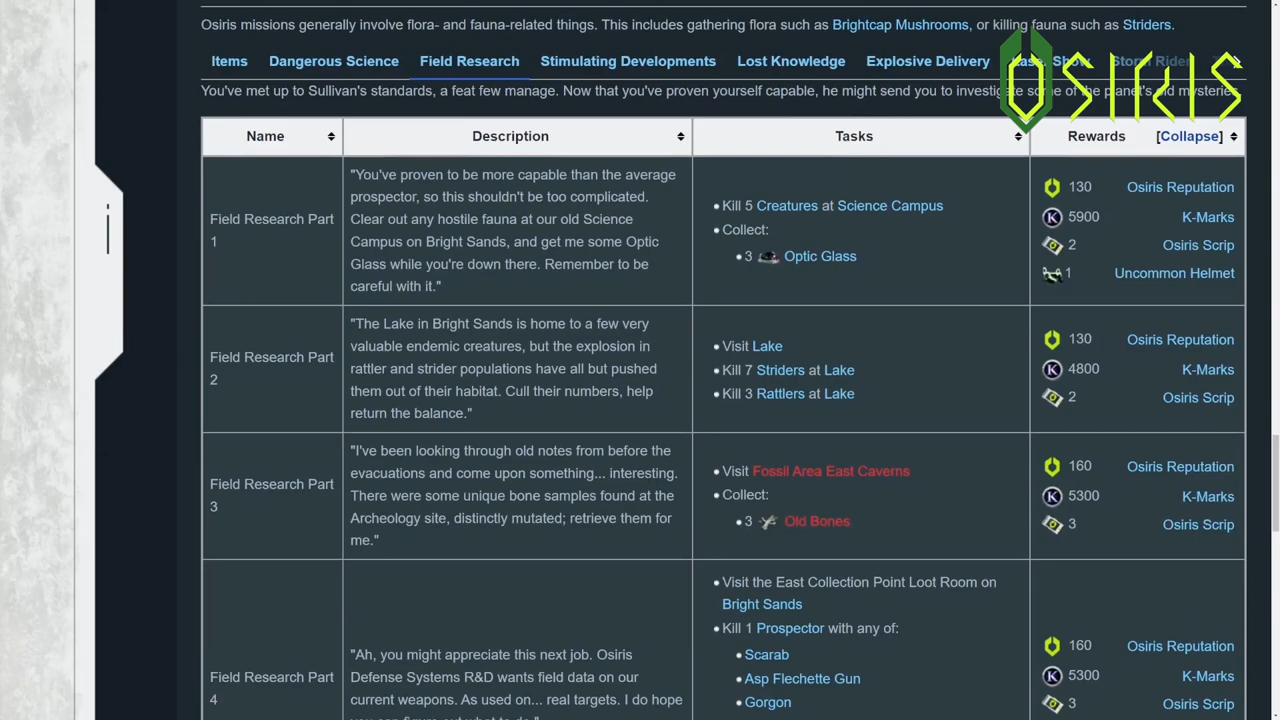 Osiris missions generally involve flora- and fauna-related things. This includes gathering flora such as Brightcap Mushrooms, or killing fauna such as Striders.
Items Dangerous Science Field Research Stimulating Developments Lost Knowledge Explosive Delivery
OSIRIS
You've met up to Sullivan's standards, a feat few manage. Now that you've proven yourself capable, he might send you to investigate some of the planet's old mysteries.
Name Description Tasks Rewards [Collapse]
Field Research Part 1
"You've proven to be more capable than the average
prospector, so this shouldn't be too complicated.
Clear out any hostile fauna at our old Science
Campus on Bright Sands, and get me some Optic
Glass while you're down there. Remember to be
careful with it."
• Kill 5 Creatures at Science Campus
• Collect:
• 3 Optic Glass
130 Osiris Reputation
5900 K-Marks
2 Osiris Scrip
1 Uncommon Helmet
Field Research Part
2
"The Lake in Bright Sands is home to a few very
valuable endemic creatures, but the explosion in
rattler and strider populations have all but pushed
them out of their habitat. Cull their numbers, help
return the balance."
• Visit Lake
• Kill 7 Striders at Lake
• Kill 3 Rattlers at Lake
130 Osiris Reputation
4800 K-Marks
2 Osiris Scrip
Field Research Part
3
"I've been looking through old notes from before the
evacuations and come upon something... interesting.
There were some unique bone samples found at the
Archeology site, distinctly mutated; retrieve them for
me."
• Visit Fossil Area East Caverns
• Collect:
• 3 Old Bones
160 Osiris Reputation
5300 K-Marks
3 Osiris Scrip
Field Research Part
4
"Ah, you might appreciate this next job. Osiris
Defense Systems R&D wants field data on our
current weapons. As used on... real targets. I do hope
• Visit the East Collection Point Loot Room on
Bright Sands
• Kill 1 Prospector with any of:
• Scarab
• Asp Flechette Gun
• Gorgon
160 Osiris Reputation
5300 K-Marks
3 Osiris Scrip